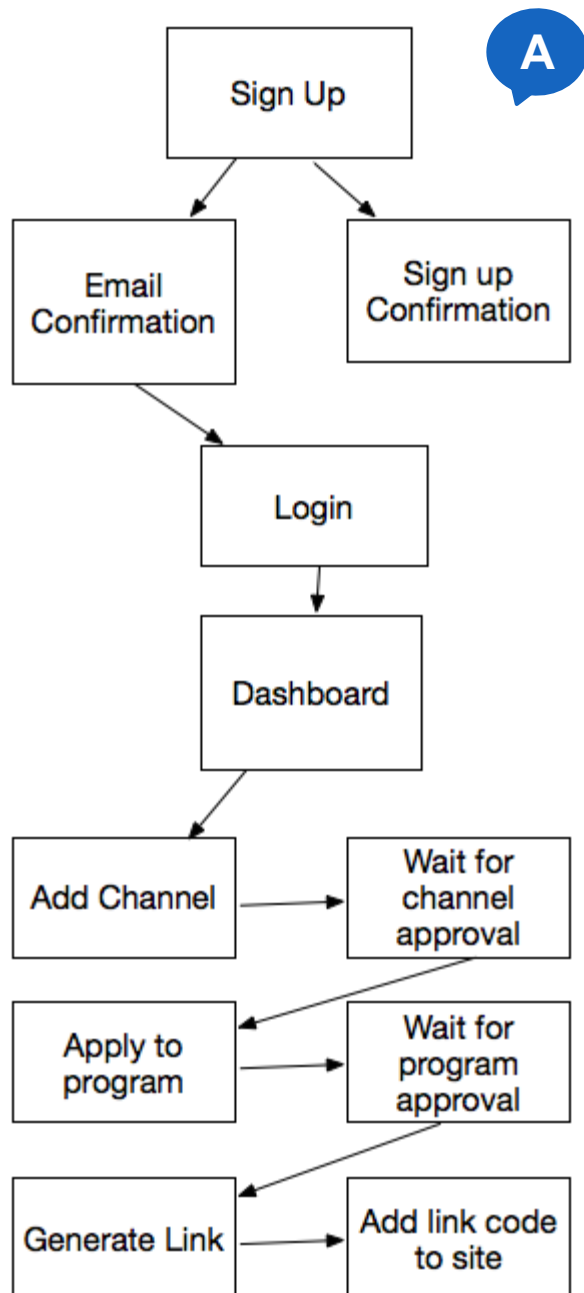 A
Sign Up
Email
Confirmation
Sign up
Confirmation
Login
Dashboard
Add Channel
Wait for
channel
approval
Apply to
program
Wait for
program
approval
Generate Link
Add link code
to site